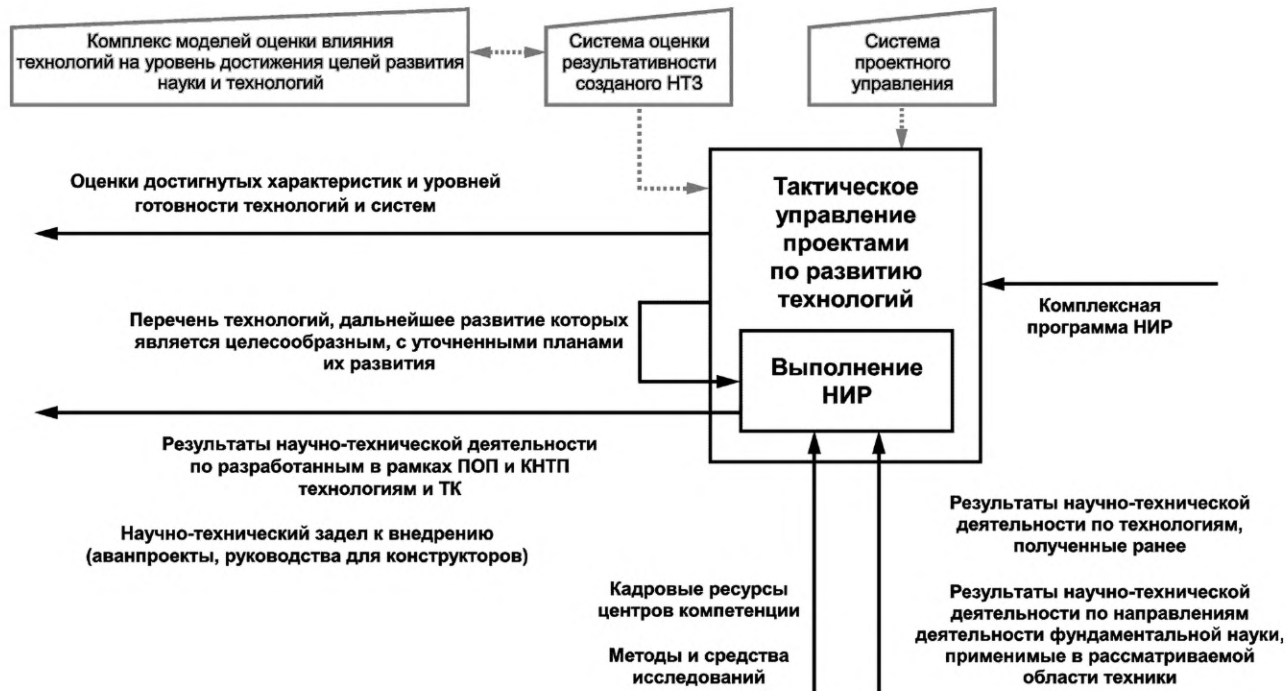 Комплекс моделей оценки влияния
технологий на уровень достижения целей развития
науки и технологий
Система оценки
результативности
созданого НТЗ
Система
проектного
управления
Оценки достигнутых характеристик и уровней
готовности технологий и систем
Тактическое
управление
проектами
по развитию
технологий
Комплексная
программа НИР
Перечень технологий, дальнейшее развитие которых
является целесообразным, с уточненными планами
их развития
Выполнение
НИР
Результаты научно-технической деятельности
по разработанным в рамках ПОП и КНТП
технологиям и ТК
Научно-технический задел к внедрению
(аванпроекты, руководства для конструкторов)
Кадровые ресурсы
центров компетенции
Методы и средства
исследований
Результаты научно-технической
деятельности по технологиям,
полученные ранее
Результаты научно-технической
деятельности по направлениям
деятельности фундаментальной науки,
применимые в рассматриваемой
области техники